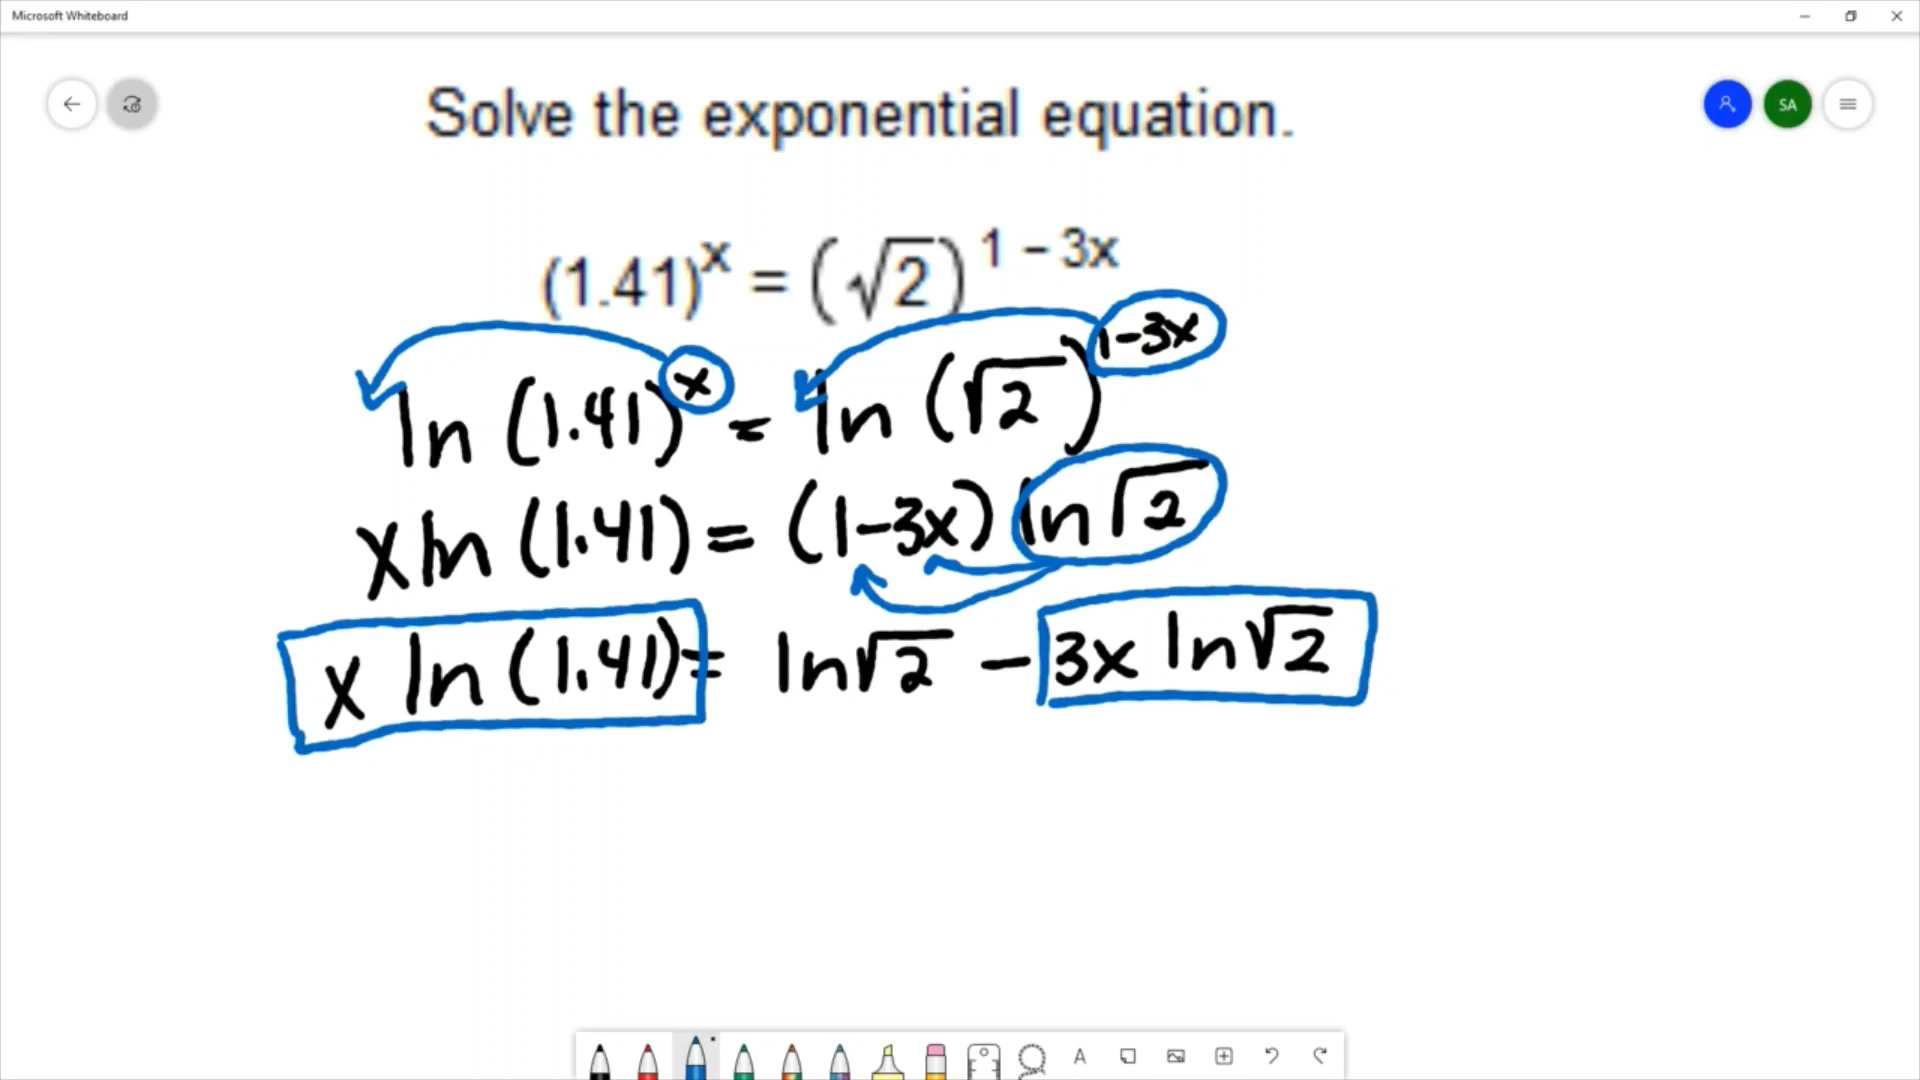 Microsoft Whiteboard
SA
Solve the exponential equation.
(1.41)^x = (√2)^1 − 3x
ln (1.41)^x = ln (√2)^1−3x
x ln (1.41) = (1−3x) ln √2
x ln (1.41) = ln√2 − 3x ln√2
A